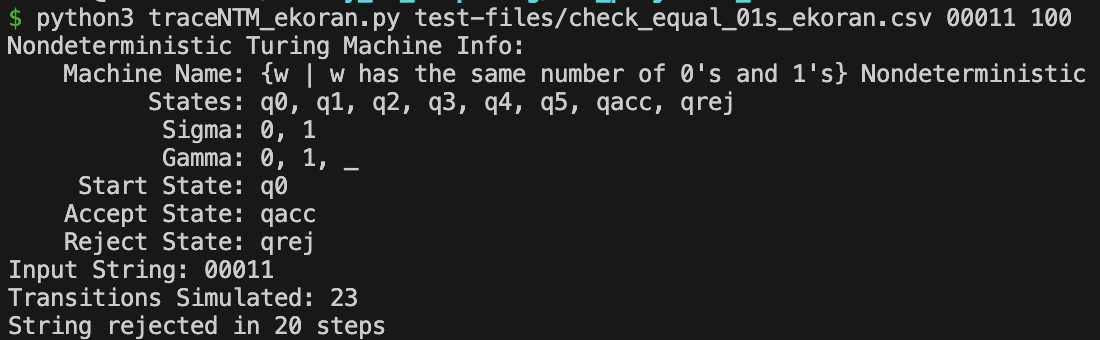 $ python3 traceNTM_ekoran.py test-files/check_equal_01s_ekoran.csv 00011 100
Nondeterministic Turing Machine Info:
Machine Name: {w | w has the same number of 0's and 1's} Nondeterministic
States: q0, q1, q2, q3, q4, q5, qacc, qrej
Sigma: 0, 1
Gamma: 0, 1, _
Start State: q0
Accept State: qacc
Reject State: qrej
Input String: 00011
Transitions Simulated: 23
String rejected in 20 steps